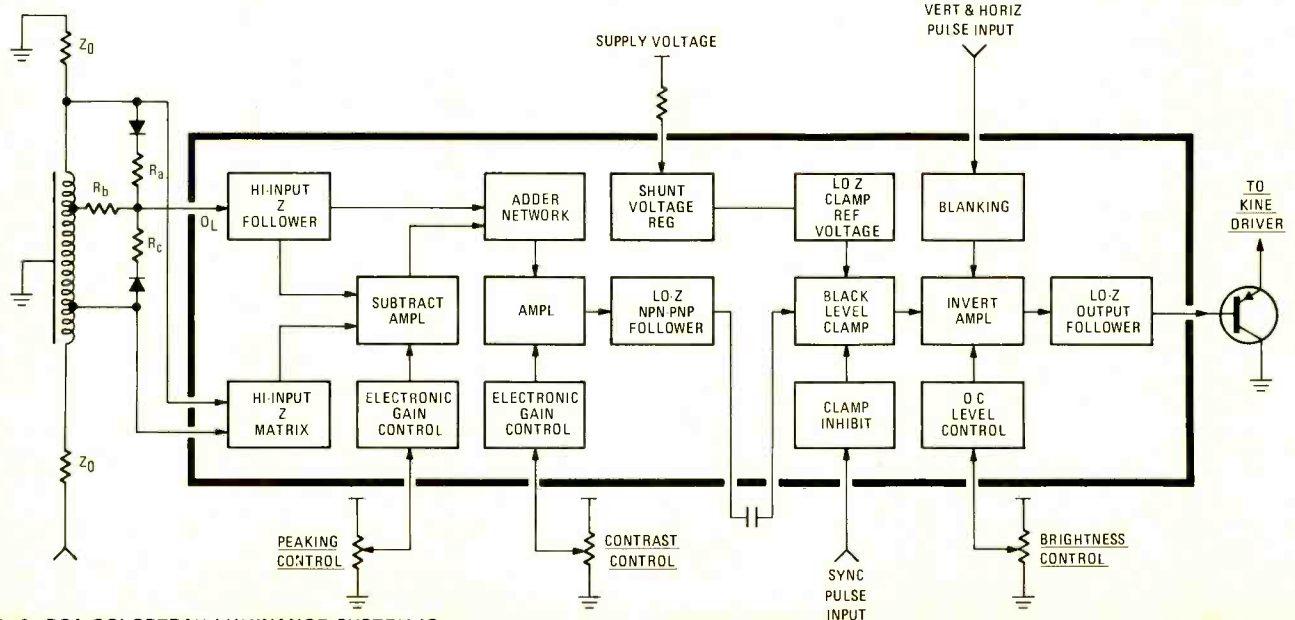 VERT & HORIZ
PULSE INPUT
SUPPLY VOLTAGE
Z0
Ra
Rb
Rc
OL
Z0
HI-INPUT
Z
FOLLOWER
ADDER
NETWORK
SHUNT
VOLTAGE
REG
LO Z
CLAMP REF
VOLTAGE
BLANKING
TO
KINE
DRIVER
SUBTRACT
AMPL
AMPL
LO-Z
NPN-PNP
FOLLOWER
BLACK
LEVEL
CLAMP
INVERT
AMPL
LO-Z
OUTPUT
FOLLOWER
HI-INPUT
Z
MATRIX
ELECTRONIC
GAIN
CONTROL
ELECTRONIC
GAIN
CONTROL
CLAMP
INHIBIT
O C
LEVEL
CONTROL
PEAKING
CONTROL
CONTRAST
CONTROL
SYNC
PULSE
INPUT
BRIGHTNESS
CONTROL